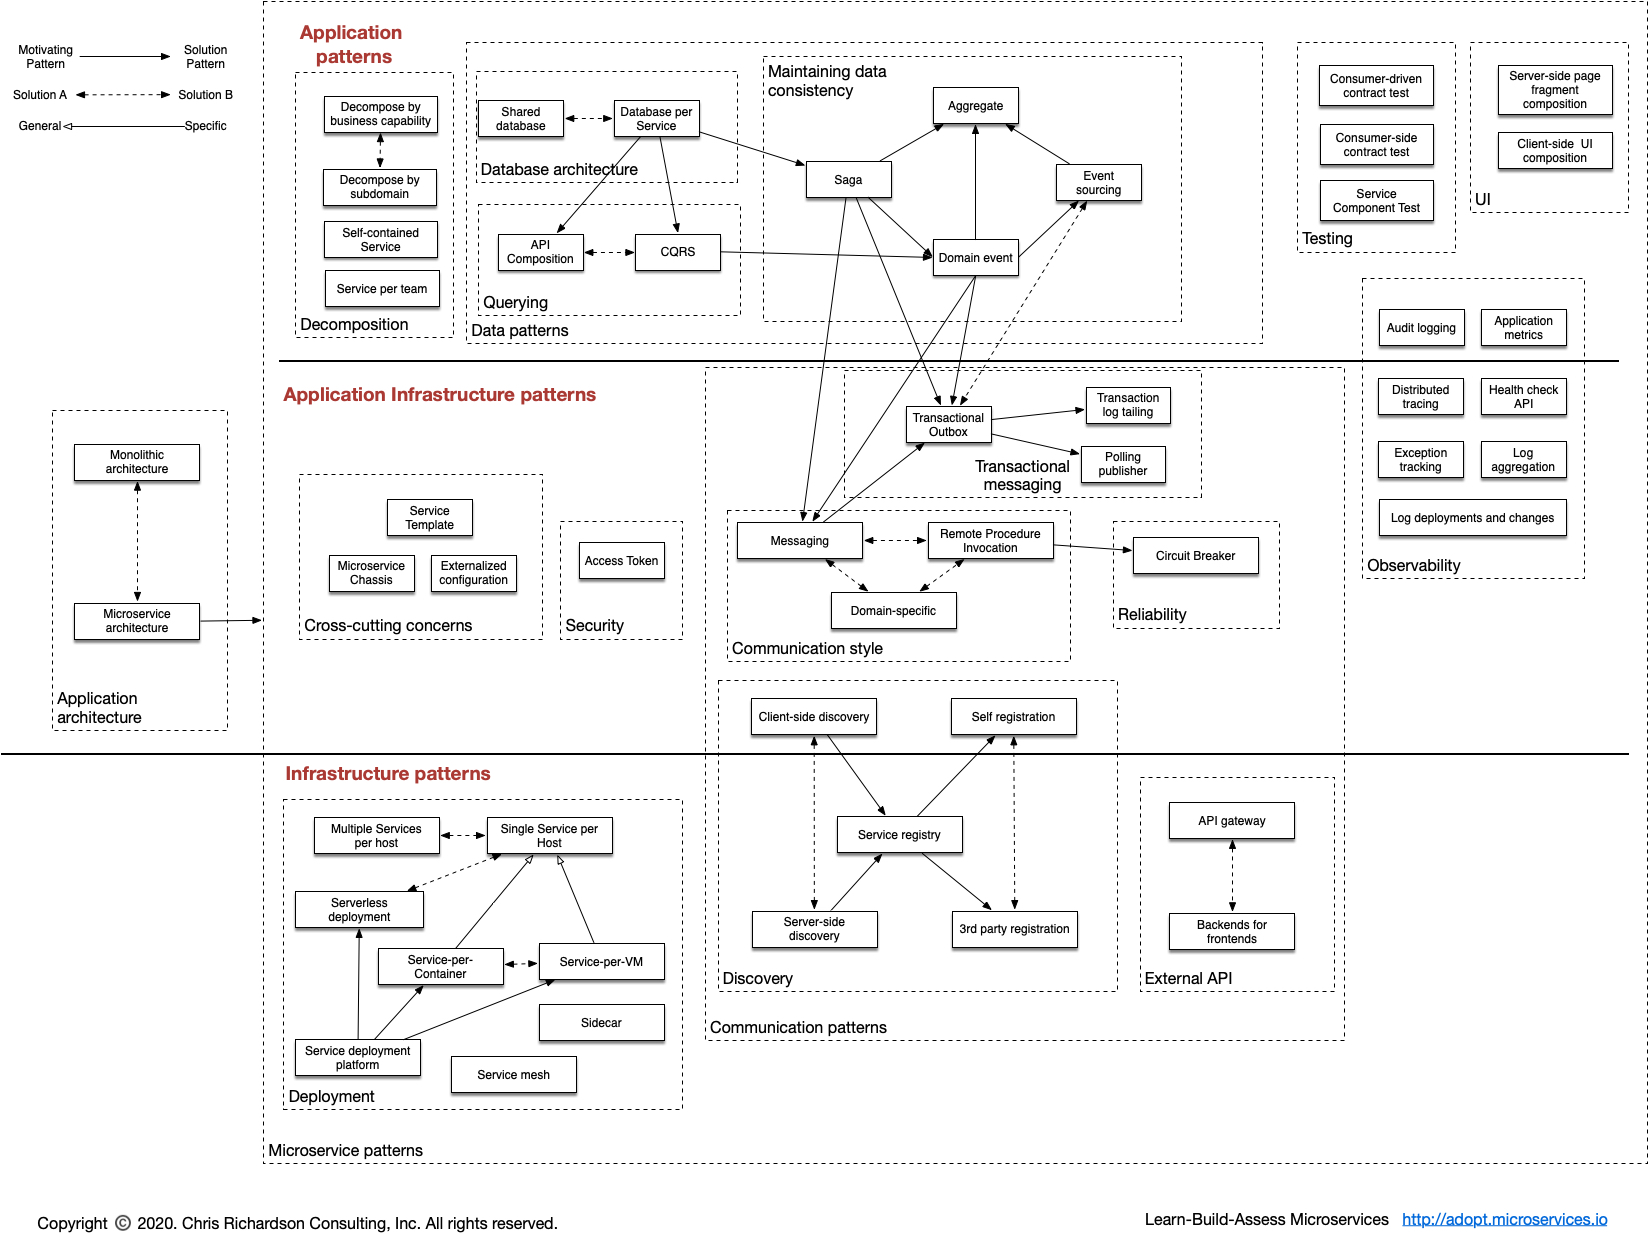 Motivating
Pattern
Solution
Pattern
Solution A
Solution B
General
Specific
Application
patterns
Decompose by
business capability
Decompose by
subdomain
Self-contained
Service
Service per team
Decomposition
Shared
database
Database per
Service
Database architecture
API
Composition
CQRS
Querying
Data patterns
Maintaining data
consistency
Aggregate
Saga
Event
sourcing
Domain event
Consumer-driven
contract test
Consumer-side
contract test
Service
Component Test
Testing
Server-side page
fragment
composition
Client-side UI
composition
UI
Audit logging
Application
metrics
Distributed
tracing
Health check
API
Exception
tracking
Log
aggregation
Log deployments and changes
Observability
Application Infrastructure patterns
Monolithic
architecture
Microservice
architecture
Application
architecture
Service
Template
Microservice
Chassis
Externalized
configuration
Cross-cutting concerns
Access Token
Security
Transactional
Outbox
Transaction
log tailing
Polling
publisher
Transactional
messaging
Messaging
Remote Procedure
Invocation
Domain-specific
Communication style
Circuit Breaker
Reliability
Client-side discovery
Self registration
Service registry
Server-side
discovery
3rd party registration
Discovery
API gateway
Backends for
frontends
External API
Communication patterns
Infrastructure patterns
Multiple Services
per host
Single Service per
Host
Serverless
deployment
Service-per-
Container
Service-per-VM
Sidecar
Service deployment
platform
Service mesh
Deployment
Microservice patterns
Copyright © 2020. Chris Richardson Consulting, Inc. All rights reserved.
Learn-Build-Assess Microservices http://adopt.microservices.io